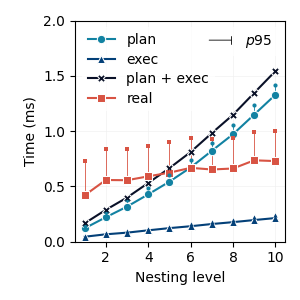 2.0
1.5
1.0
0.5
0.0
Time (ms)
plan
exec
plan + exec
real
p95
2 4 6 8 10
Nesting level